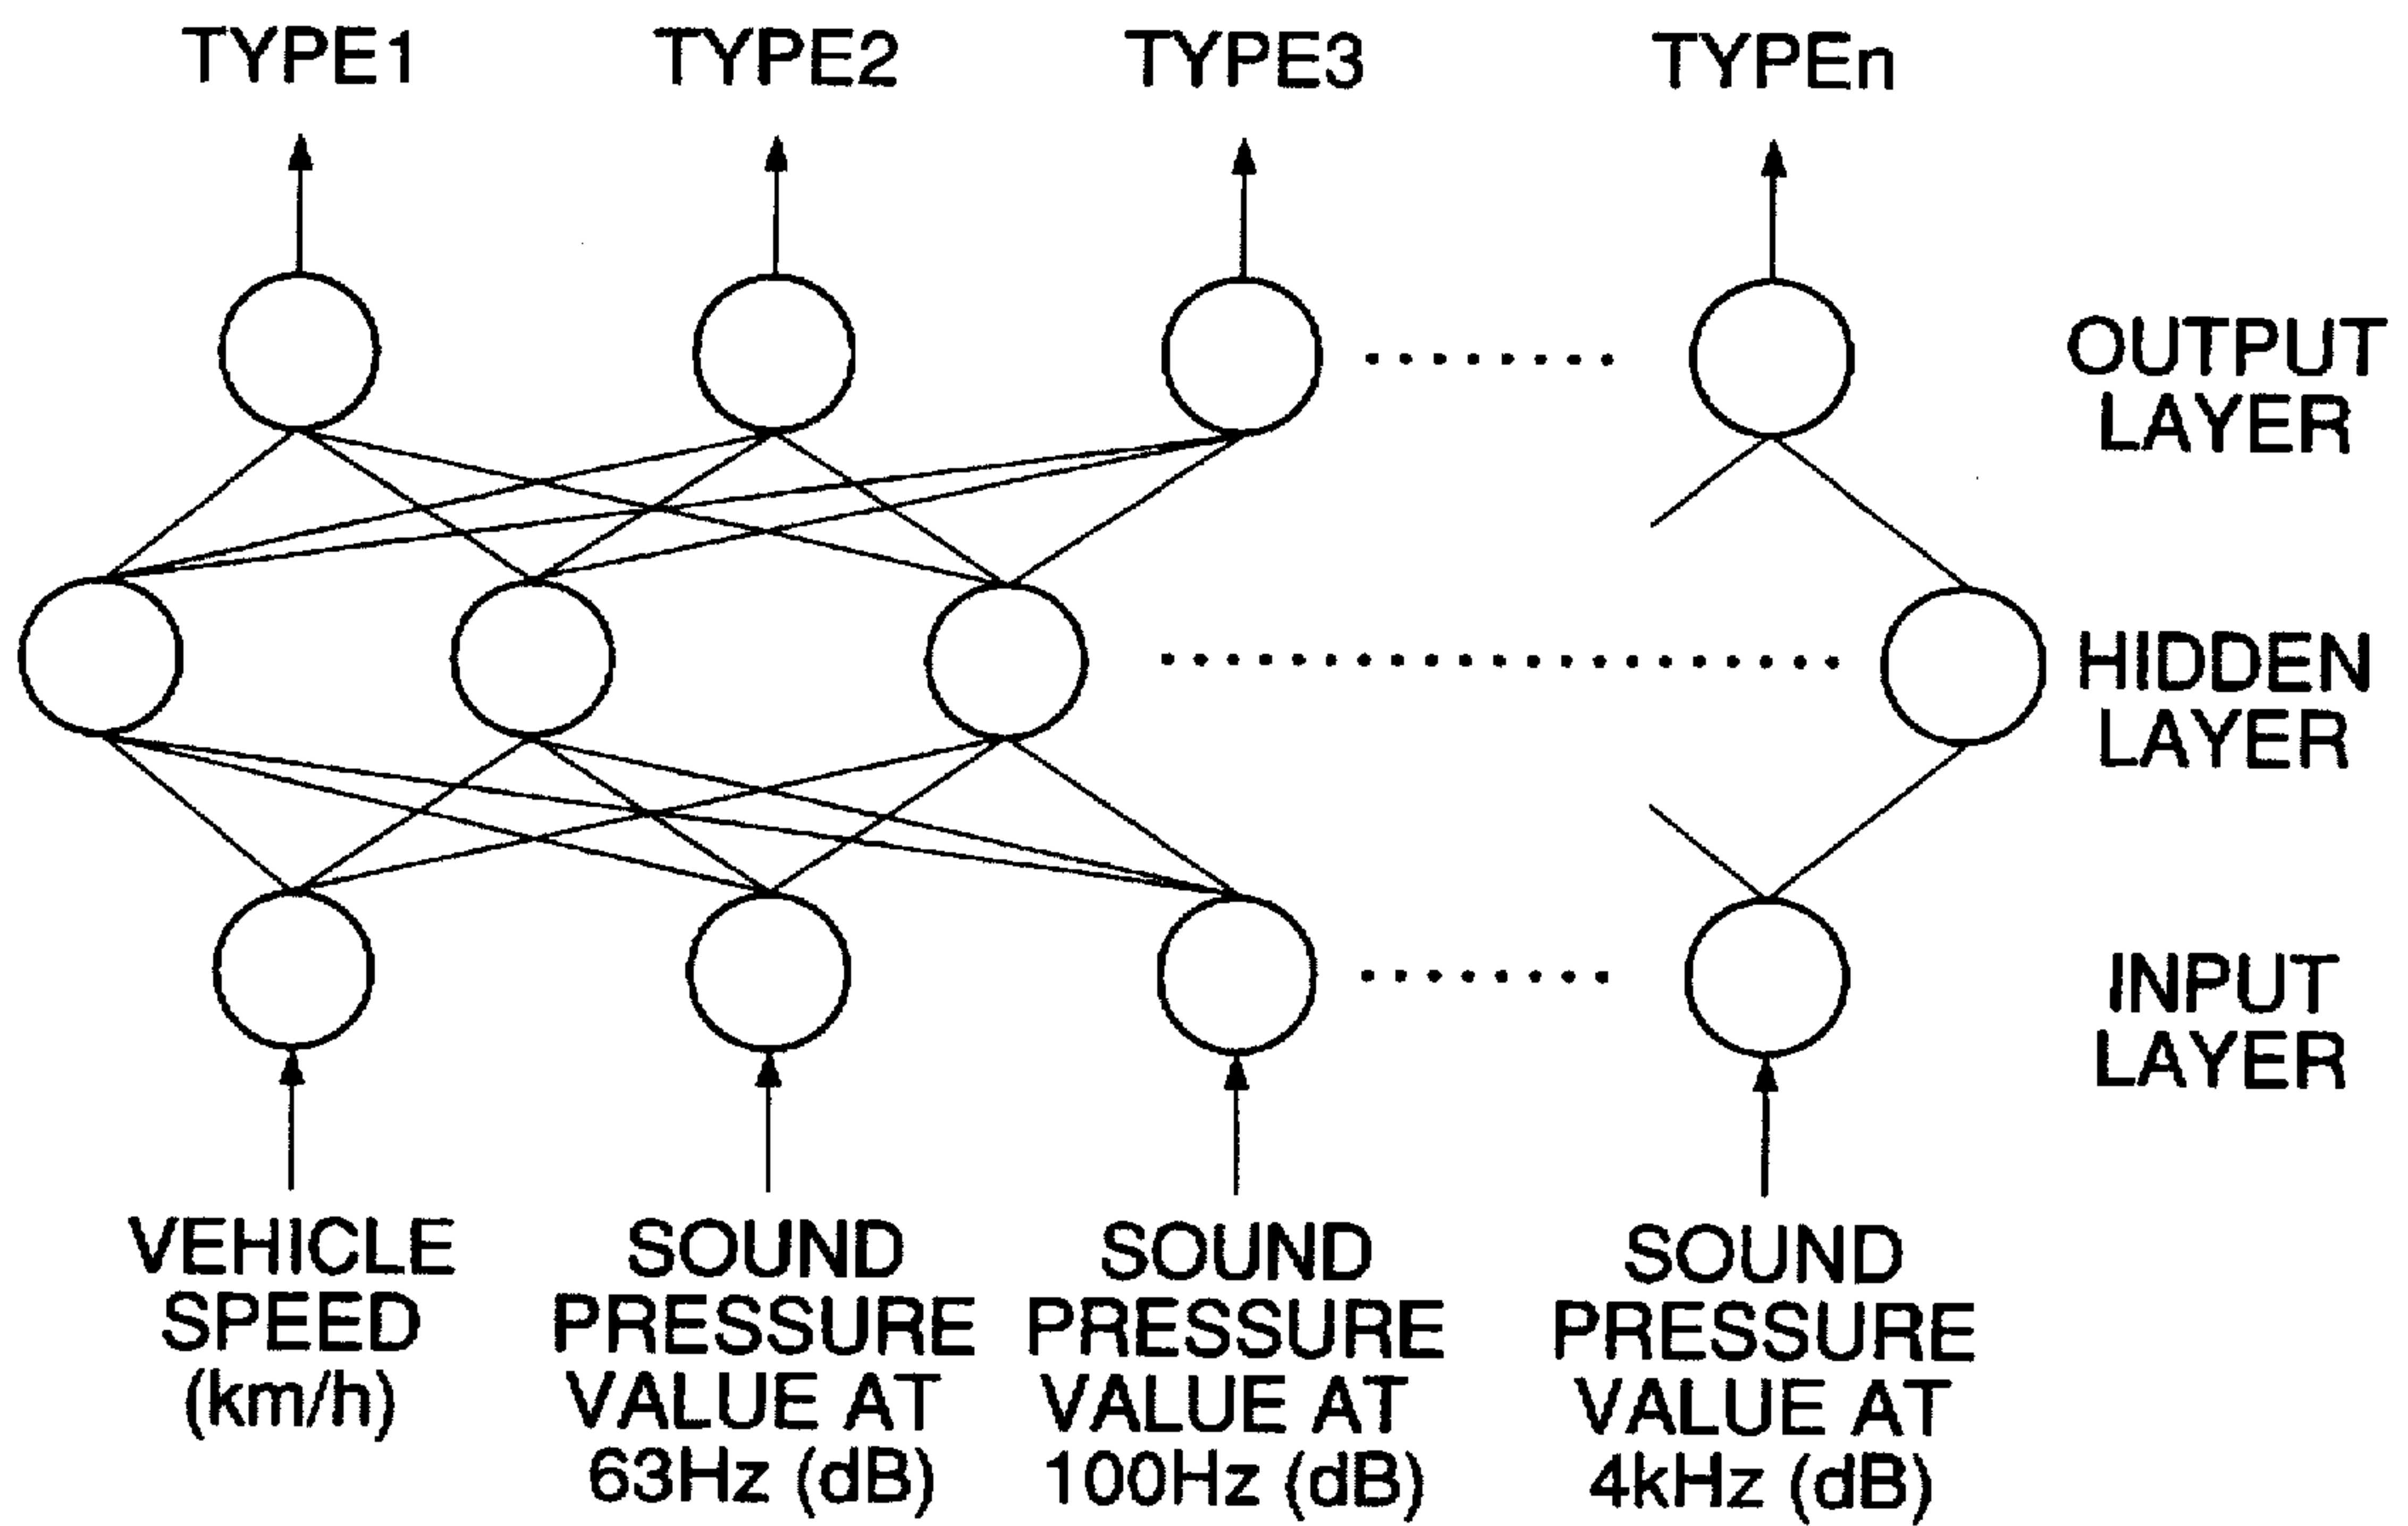 TYPE1 TYPE2 TYPE3 TYPEn
OUTPUT
LAYER
HIDDEN
LAYER
INPUT
LAYER
VEHICLE
SPEED
(km/h)
SOUND
PRESSURE
VALUE AT
63Hz (dB)
SOUND
PRESSURE
VALUE AT
100Hz (dB)
SOUND
PRESSURE
VALUE AT
4kHz (dB)